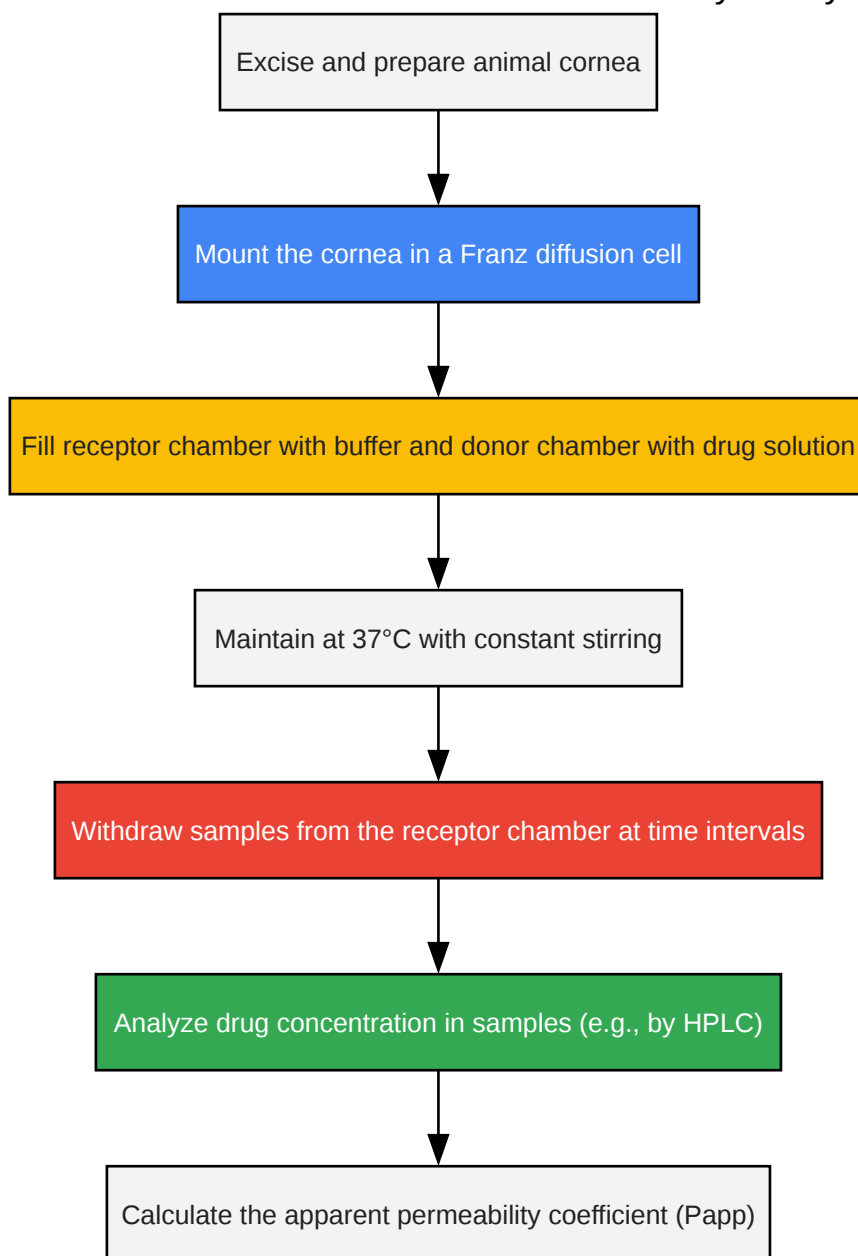 Excise and prepare animal cornea
Mount the cornea in a Franz diffusion cell
Fill receptor chamber with buffer and donor chamber with drug solution
Maintain at 37°C with constant stirring
Withdraw samples from the receptor chamber at time intervals
Analyze drug concentration in samples (e.g., by HPLC)
Calculate the apparent permeability coefficient (Papp)